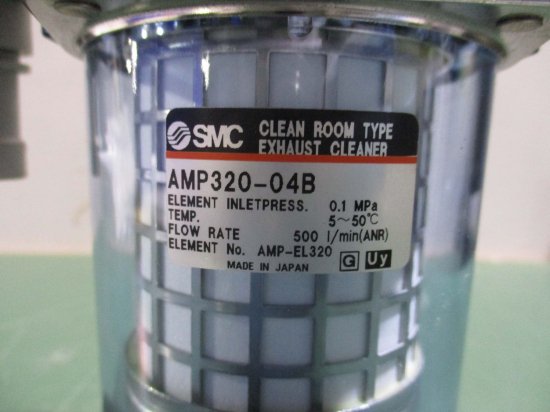 SMC CLEAN ROOM TYPE
EXHAUST CLEANER
AMP320-04B
ELEMENT INLETPRESS. 0.1 MPa
TEMP. 5~50℃
FLOW RATE 500 l/min(ANR)
ELEMENT No. AMP-EL320
MADE IN JAPAN G Uy